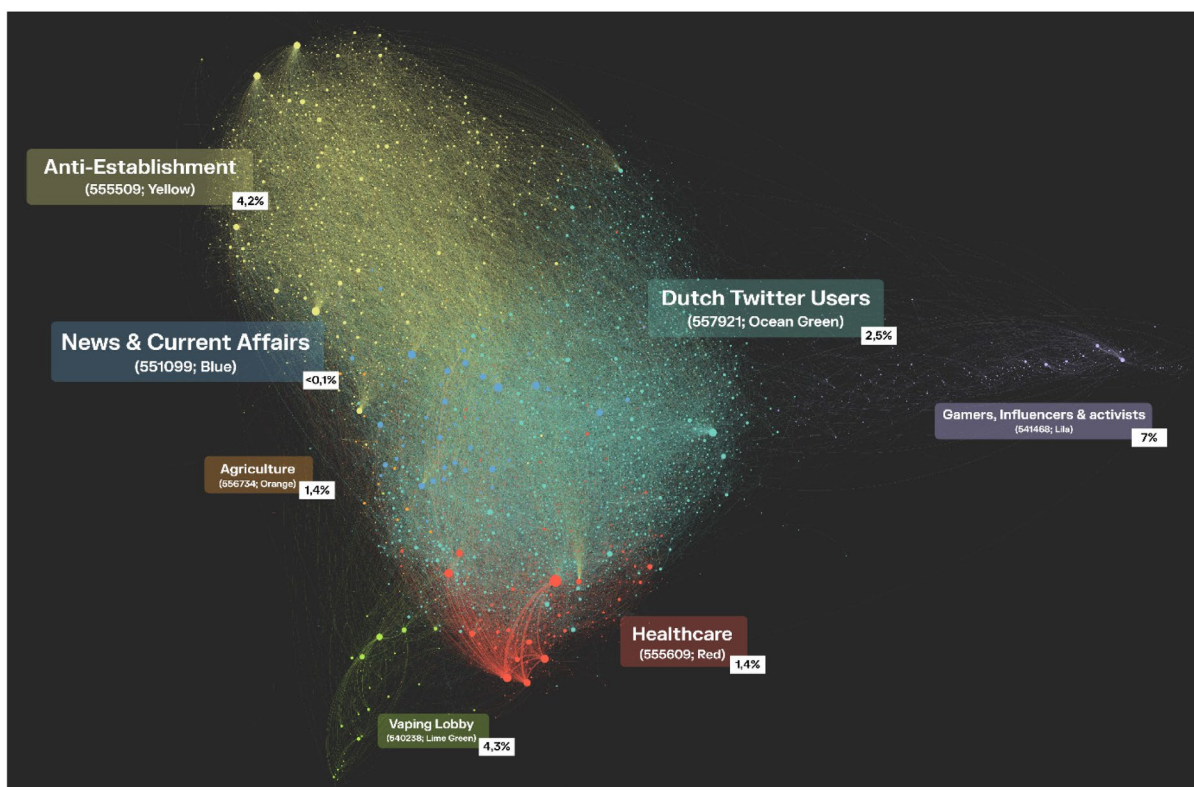 Anti-Establishment
(555509; Yellow)
4,2%
Dutch Twitter Users
(557921; Ocean Green)
2,5%
News & Current Affairs
(551099; Blue)
<0,1%
Gamers, Influencers & activists
(541468; Lila)
7%
Agriculture
(556734; Orange)
1,4%
Healthcare
(555609; Red)
1,4%
Vaping Lobby
(540238; Lime Green)
4,3%